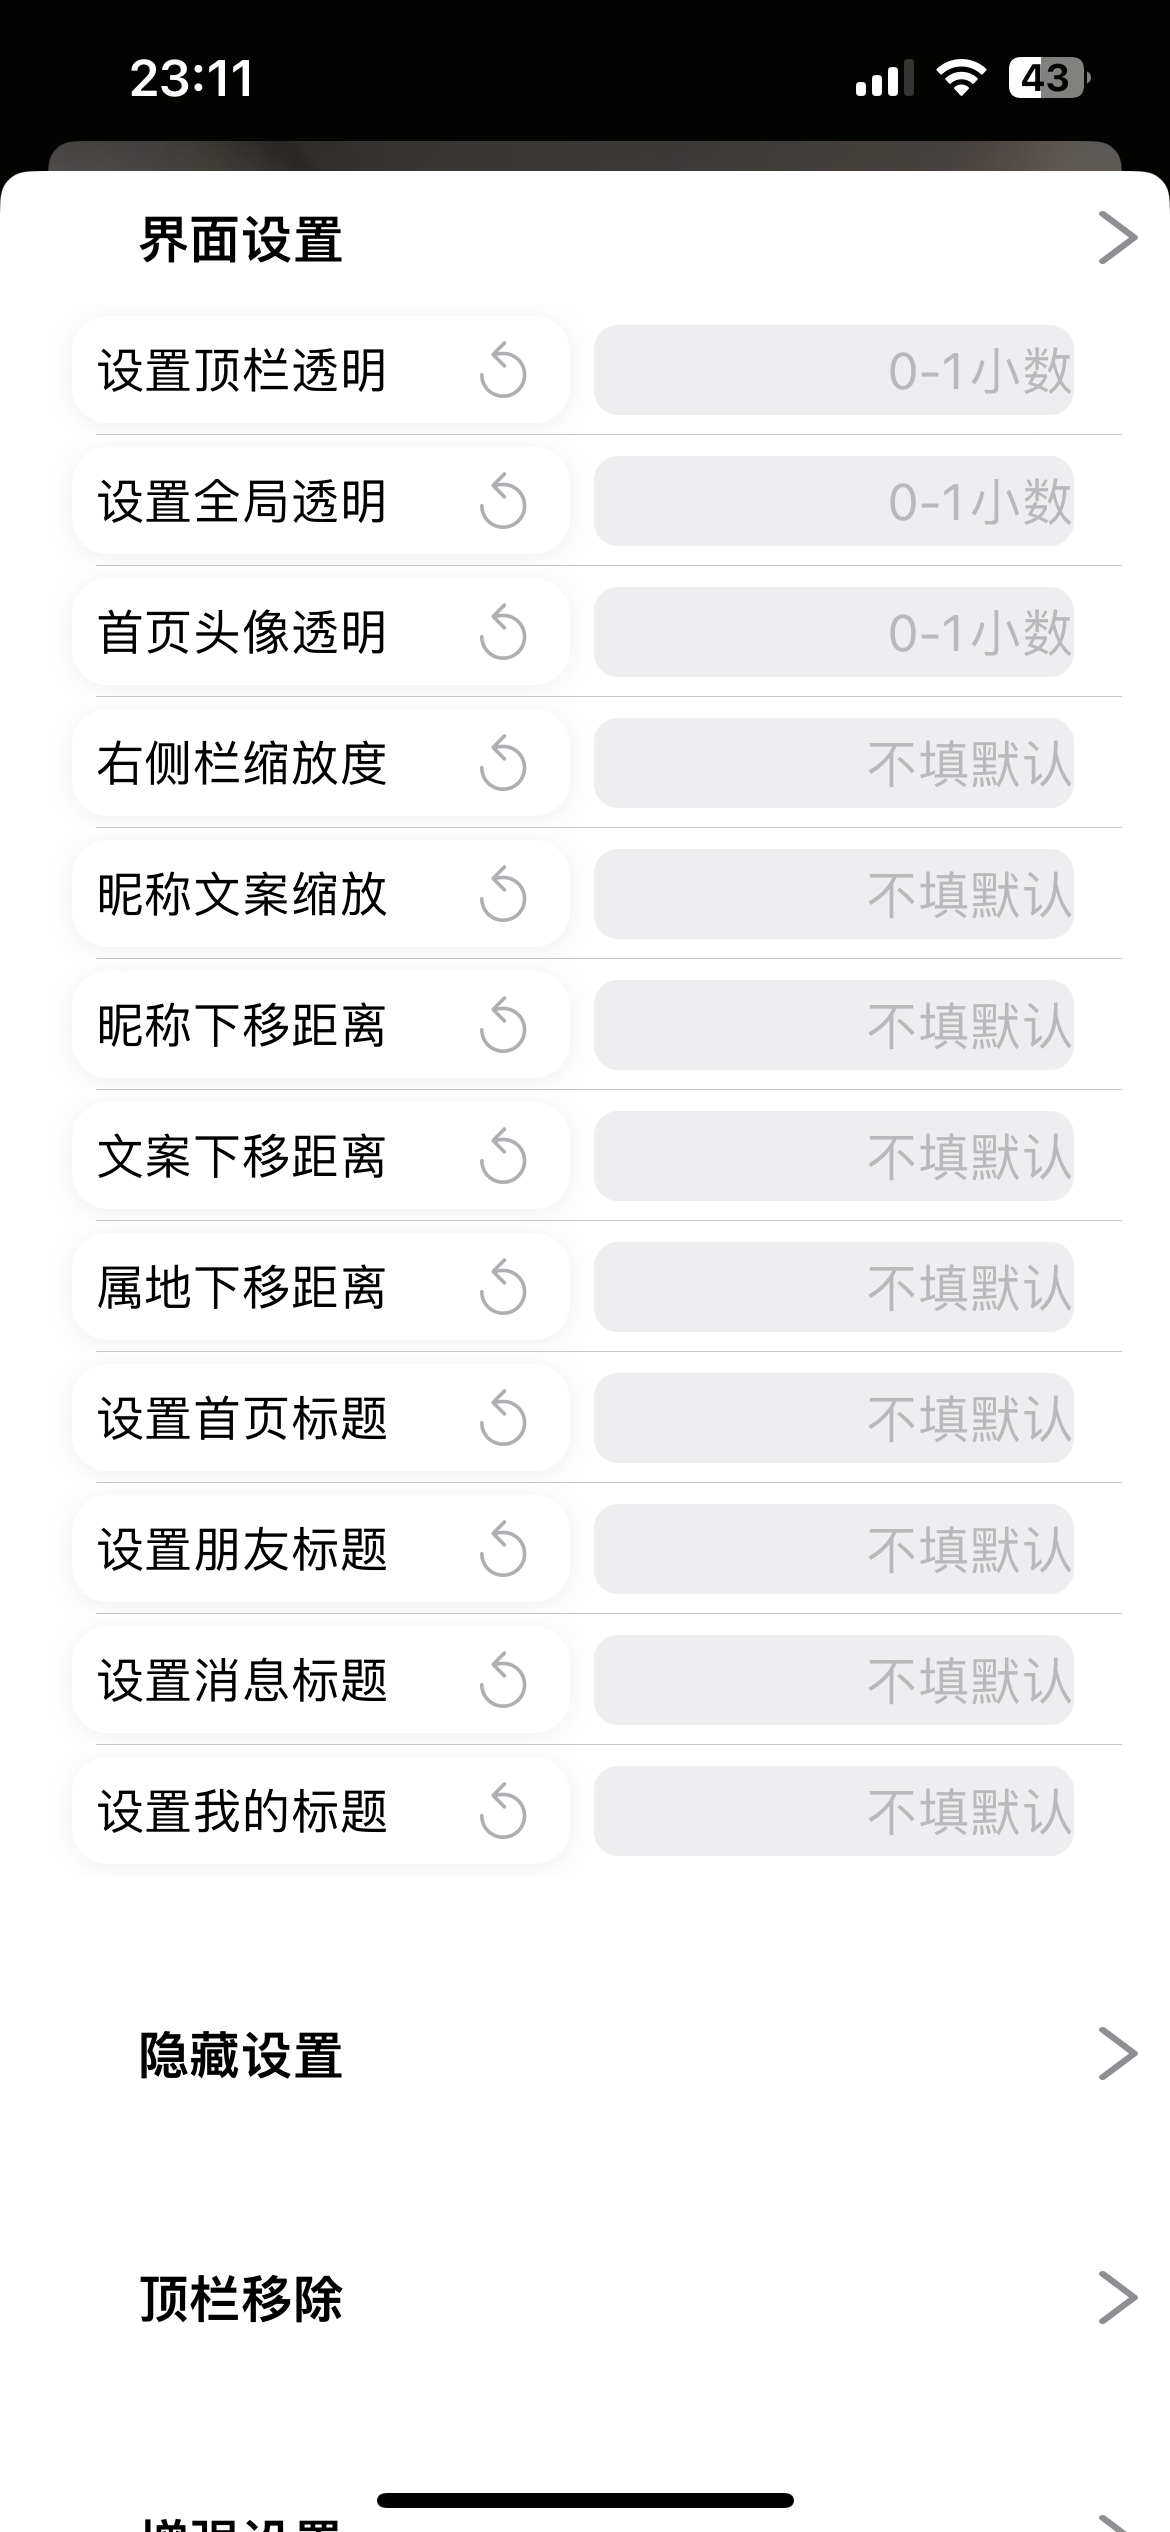 23:11
43
界面设置
设置顶栏透明 0-1小数
设置全局透明 0-1小数
首页头像透明 0-1小数
右侧栏缩放度 不填默认
昵称文案缩放 不填默认
昵称下移距离 不填默认
文案下移距离 不填默认
属地下移距离 不填默认
设置首页标题 不填默认
设置朋友标题 不填默认
设置消息标题 不填默认
设置我的标题 不填默认
隐藏设置
顶栏移除
增强设置